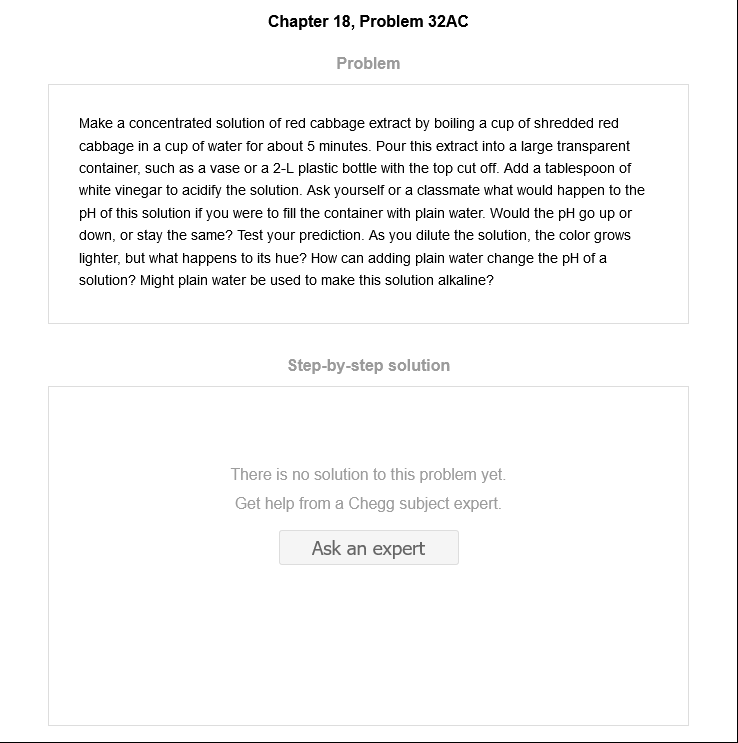 Chapter 18, Problem 32AC
Problem
Make a concentrated solution of red cabbage extract by boiling a cup of shredded red
cabbage in a cup of water for about 5 minutes. Pour this extract into a large transparent
container, such as a vase or a 2-L plastic bottle with the top cut off. Add a tablespoon of
white vinegar to acidify the solution. Ask yourself or a classmate what would happen to the
pH of this solution if you were to fill the container with plain water. Would the pH go up or
down, or stay the same? Test your prediction. As you dilute the solution, the color grows
lighter, but what happens to its hue? How can adding plain water change the pH of a
solution? Might plain water be used to make this solution alkaline?
Step-by-step solution
There is no solution to this problem yet.
Get help from a Chegg subject expert.
Ask an expert